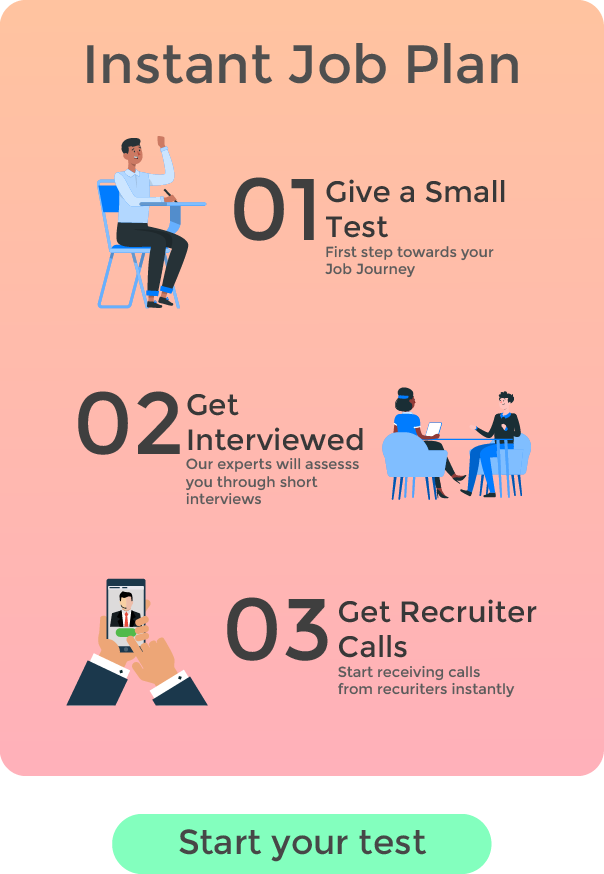 Instant Job Plan
01
Give a Small
Test
First step towards your
Job Journey
02
Get
Interviewed
Our experts will assesss
you through short
interviews
03
Get Recruiter
Calls
Start receiving calls
from recuriters instantly
Start your test